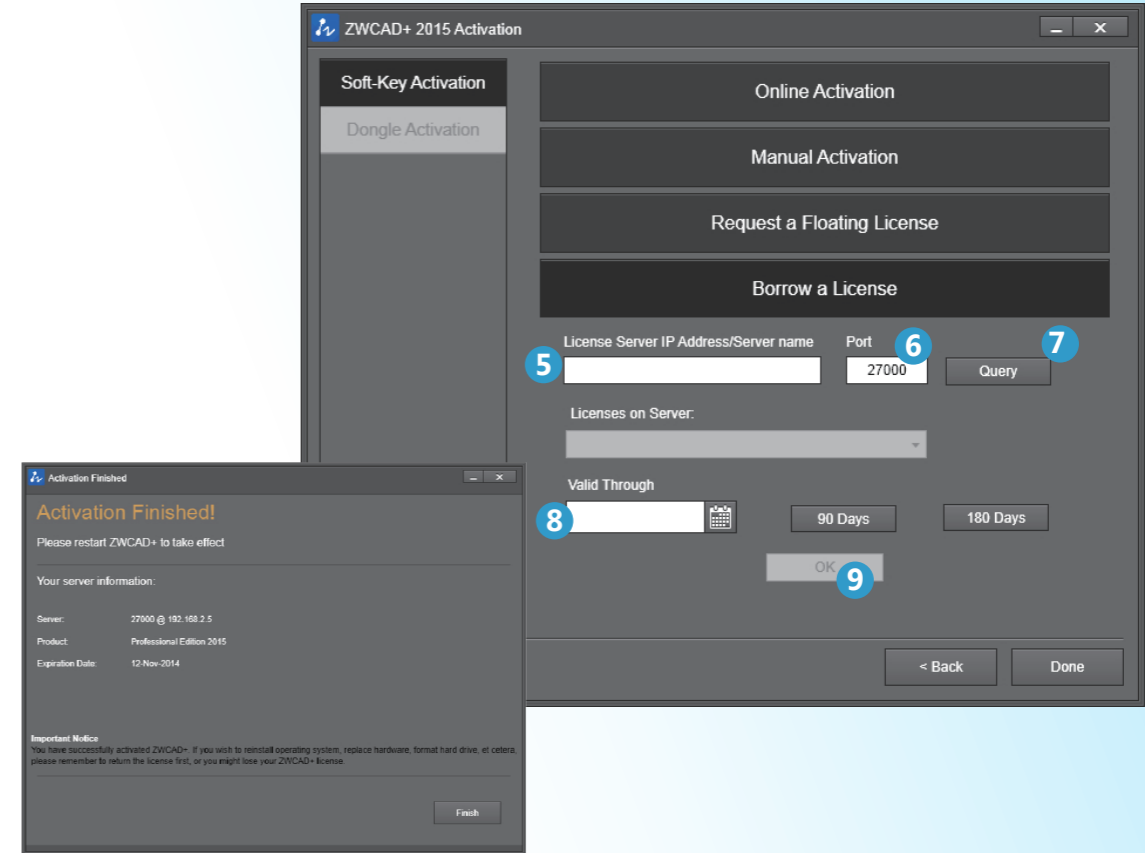 ZWCAD+ 2015 Activation
Soft-Key Activation
Dongle Activation
Online Activation
Manual Activation
Request a Floating License
Borrow a License
License Server IP Address/Server name
Port
5
27000
6
Query
7
Licenses on Server:
Valid Through
8
90 Days
180 Days
OK
9
< Back
Done
Activation Finished
Activation Finished!
Please restart ZWCAD+ to take effect
Your server information:
Server: 27000 @ 192.168.2.5
Product: Professional Edition 2015
Expiration Date: 12-Nov-2014
Important Notice
You have successfully activated ZWCAD+. If you wish to reinstall operating system, replace hardware, format hard drive, et cetera,
please remember to return the license first, or you might lose your ZWCAD+ license.
Finish